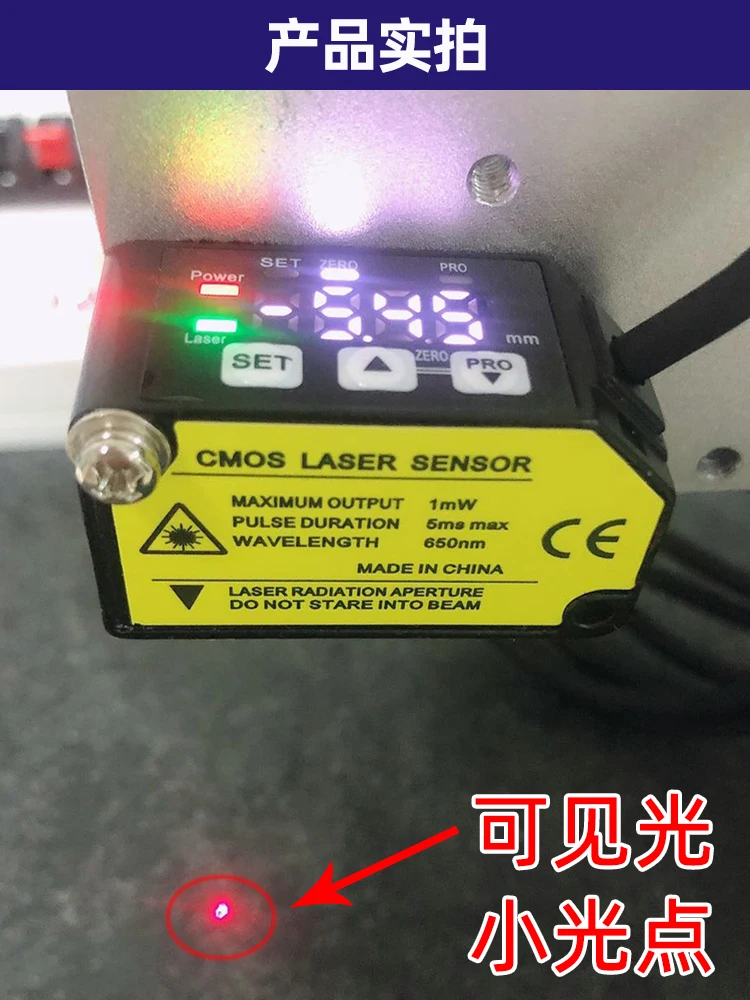 产品实拍
SET ZERO PRO
Power
-6.45 mm
Laser
SET ▲ ZERO PRO ▼
CMOS LASER SENSOR
MAXIMUM OUTPUT 1mW
PULSE DURATION 5ms max
WAVELENGTH 650nm
CE
MADE IN CHINA
LASER RADIATION APERTURE
DO NOT STARE INTO BEAM
可见光
小光点